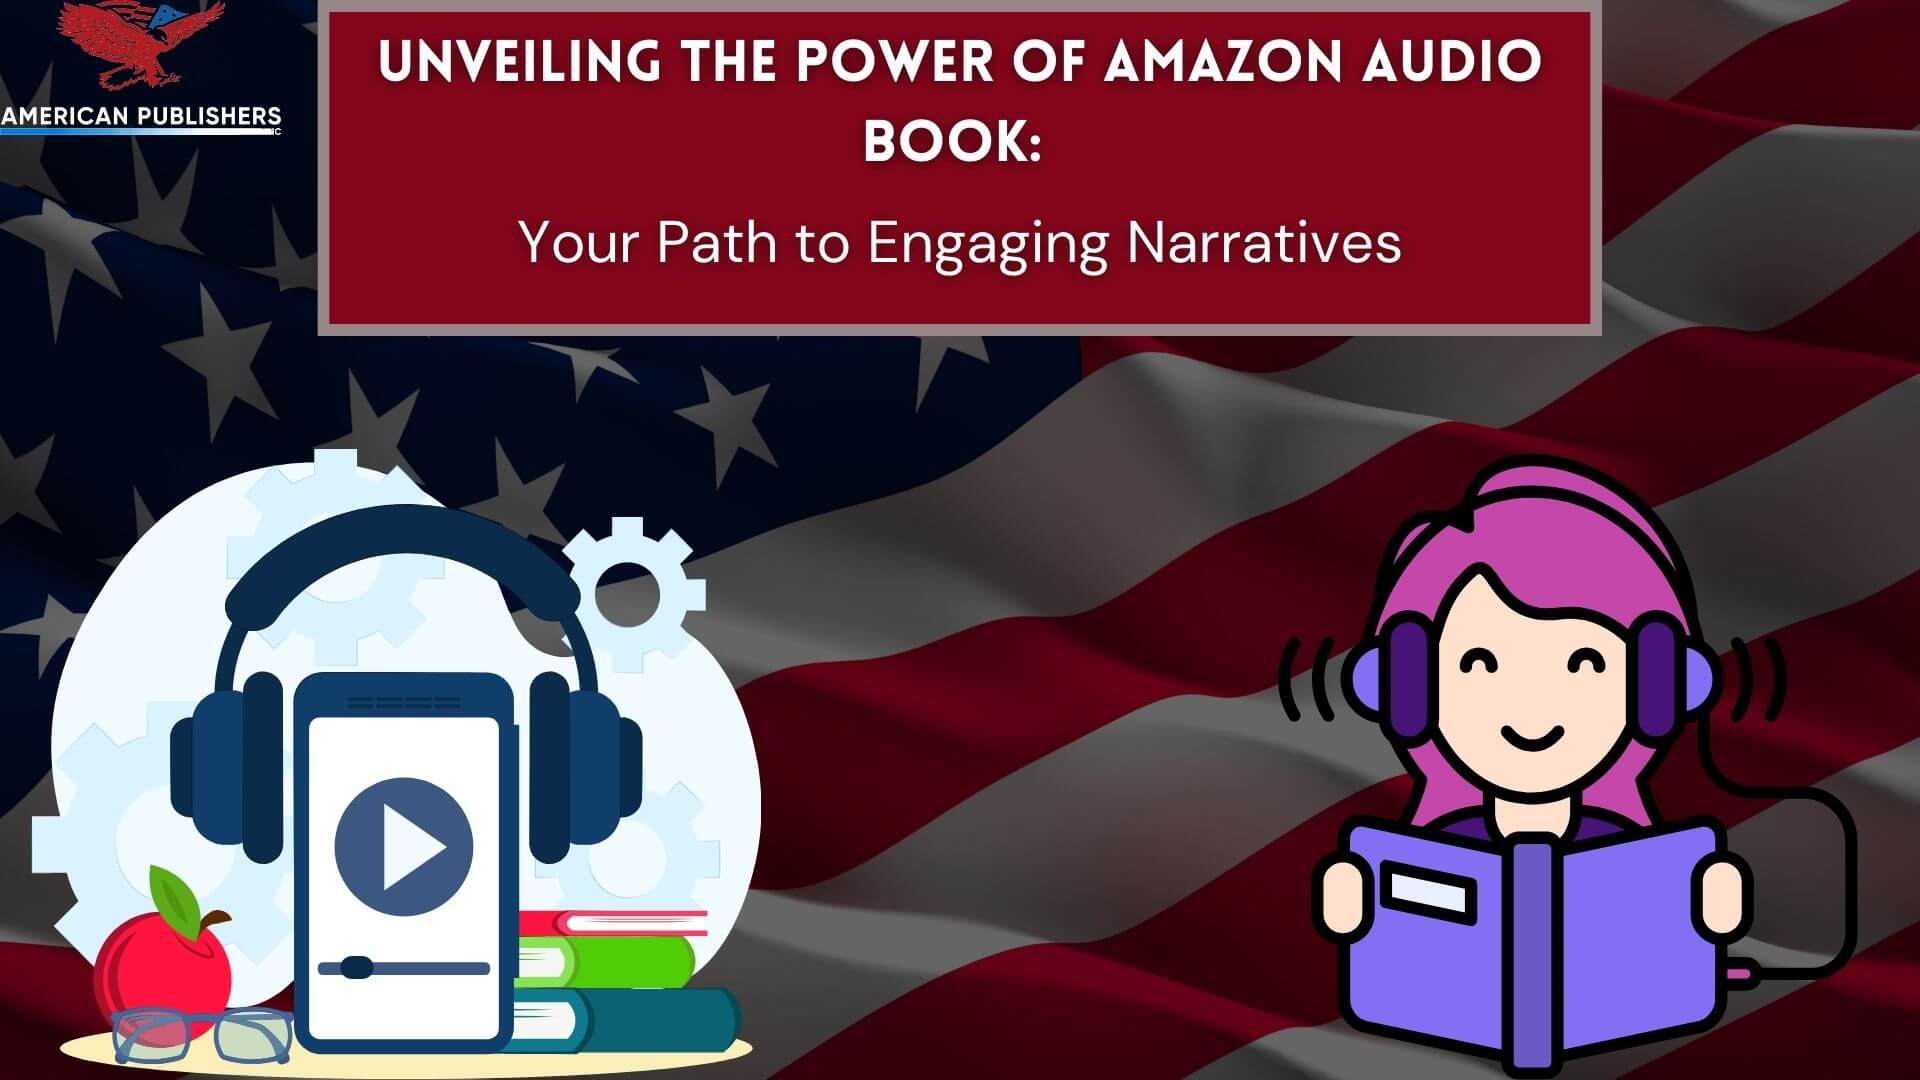 AMERICAN PUBLISHERS
UNVEILING THE POWER OF AMAZON AUDIO
BOOK:
Your Path to Engaging Narratives